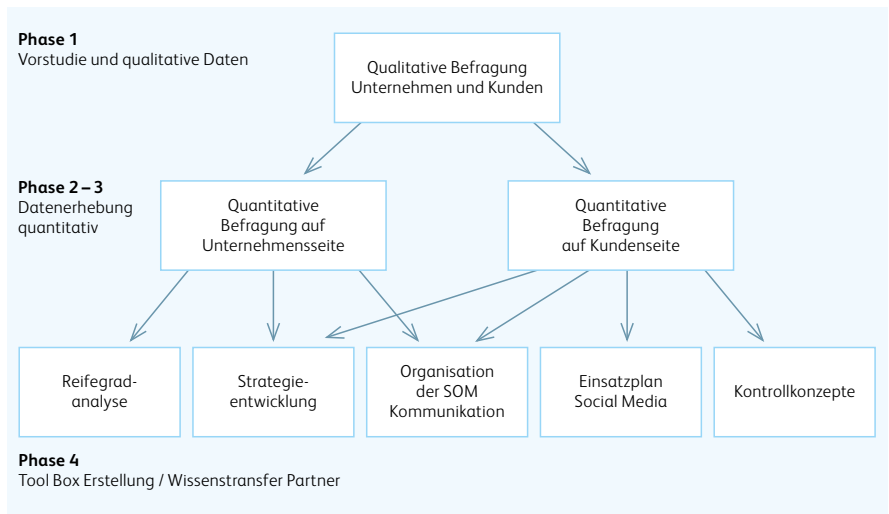 Phase 1
Vorstudie und qualitative Daten
Qualitative Befragung
Unternehmen und Kunden
Phase 2 – 3
Datenerhebung
quantitativ
Quantitative
Befragung auf
Unternehmensseite
Quantitative
Befragung
auf Kundenseite
Reifegrad-
analyse
Strategie-
entwicklung
Organisation
der SOM
Kommunikation
Einsatzplan
Social Media
Kontrollkonzepte
Phase 4
Tool Box Erstellung / Wissenstransfer Partner